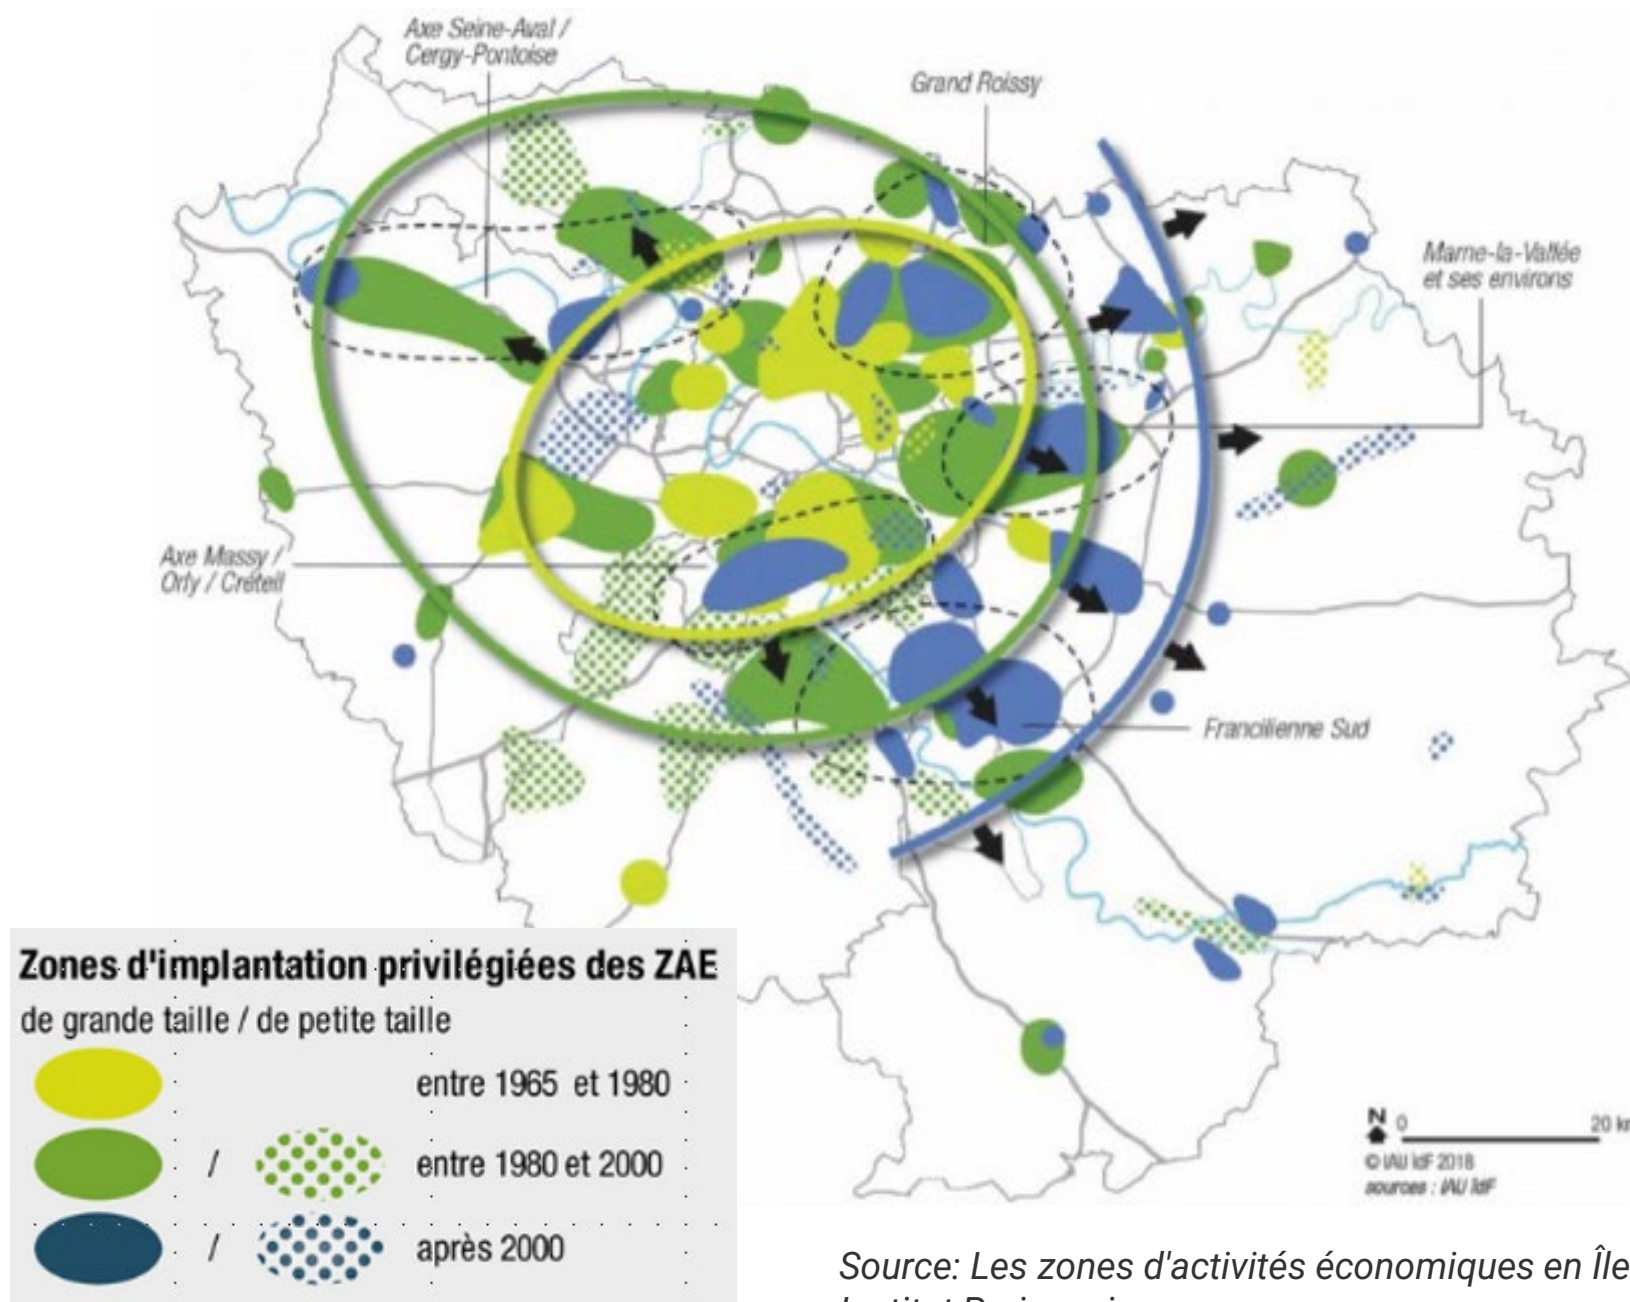 Axe Seine-Aval /
Cergy-Pontoise
Grand Roissy
Marne-la-Vallée
et ses environs
Axe Massy /
Orly / Créteil
Francilienne Sud
Zones d'implantation privilégiées des ZAE
de grande taille / de petite taille
entre 1965 et 1980
/ entre 1980 et 2000
/ après 2000
N 0 20 km
© IAU îdF 2018
sources : IAU îdF
Source: Les zones d'activités économiques en Île